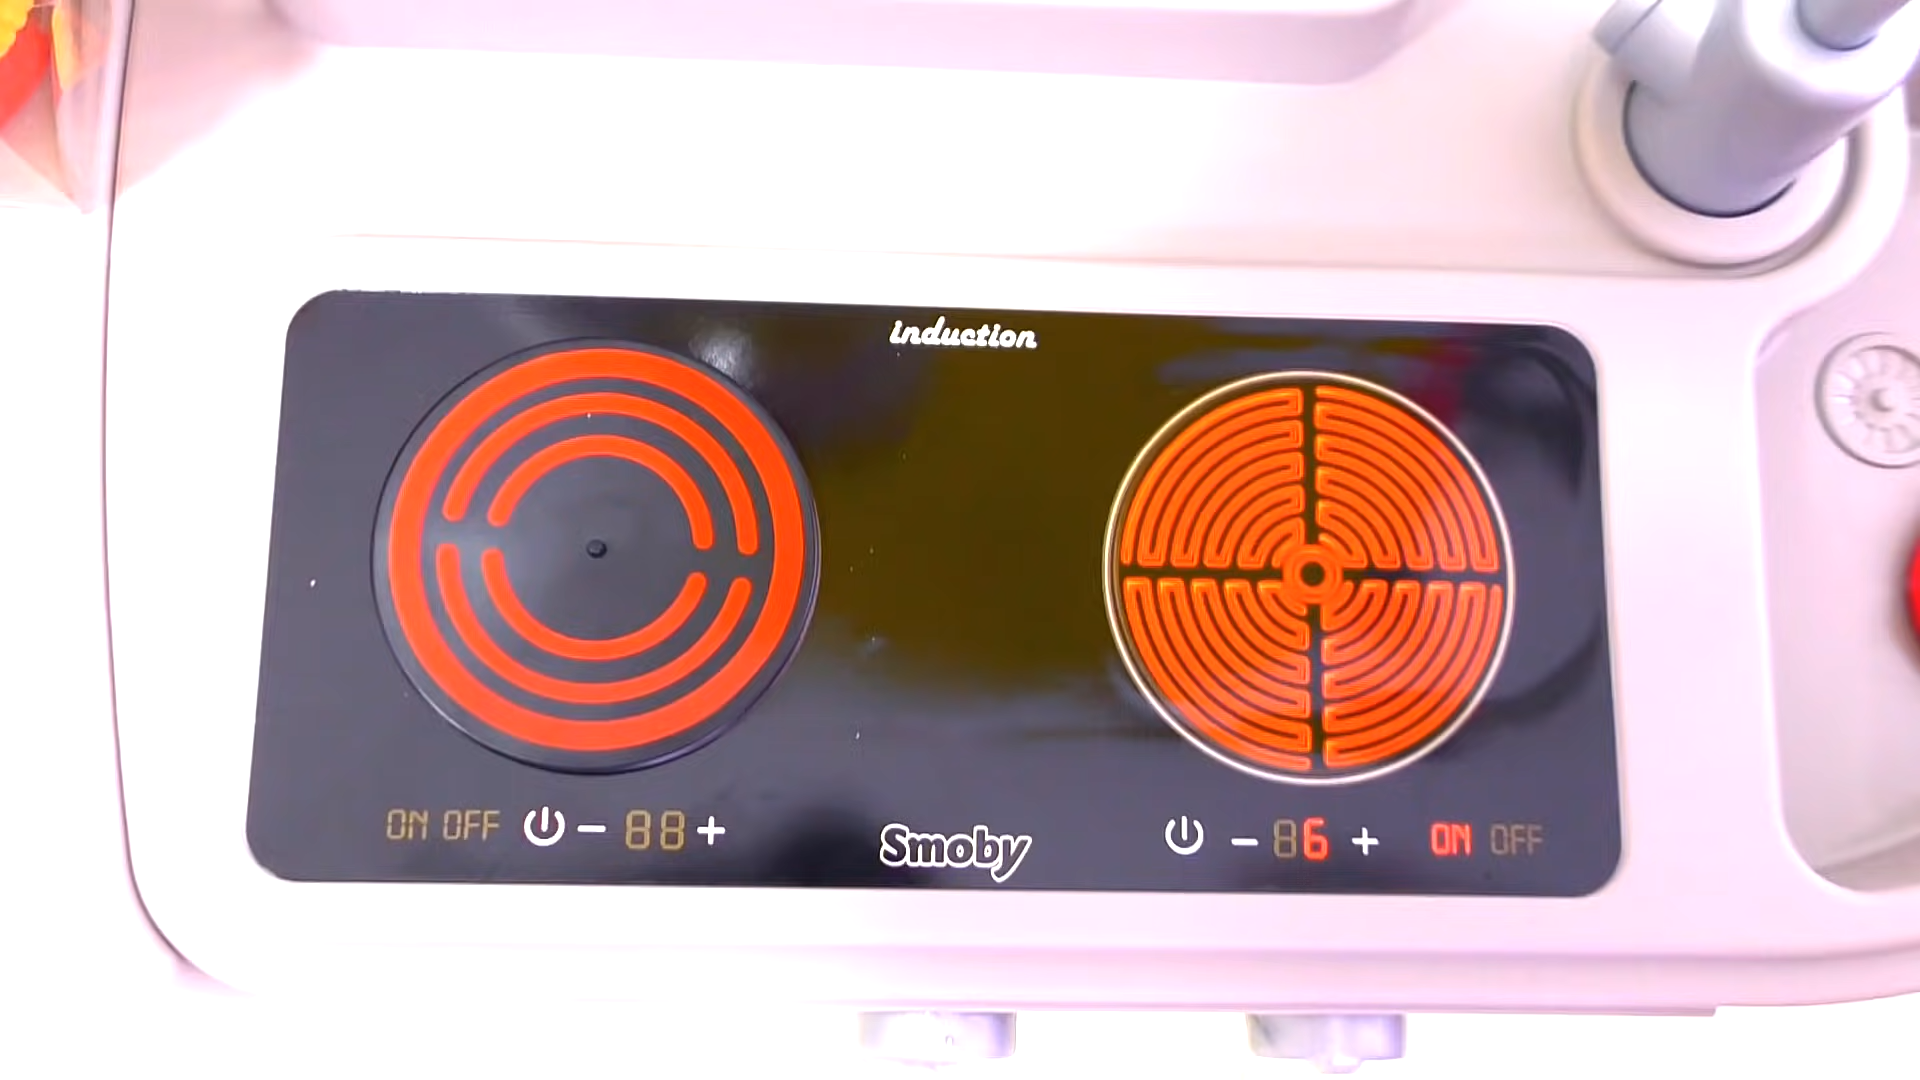 induction
ON OFF − 88 +
Smoby
− 86 + ON OFF